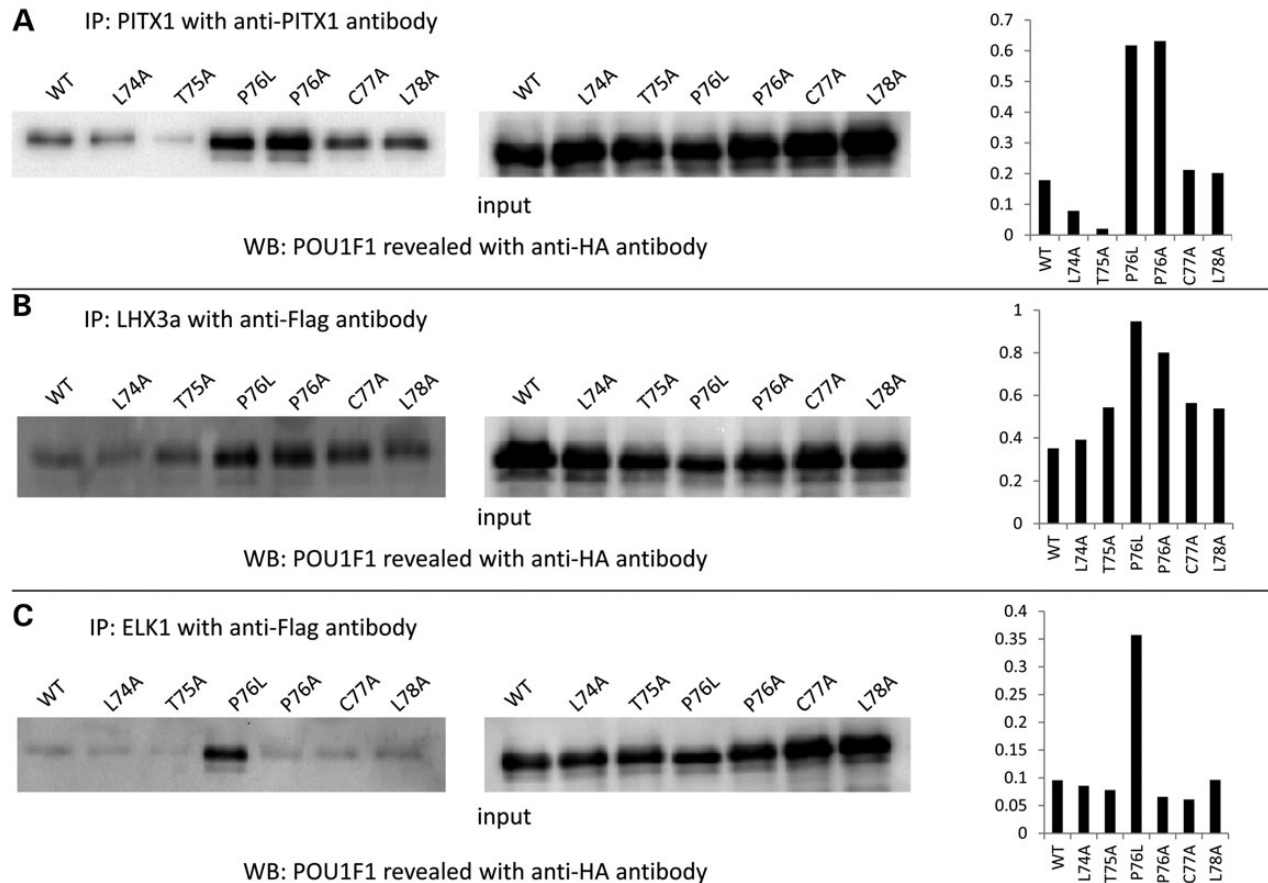 A
IP: PITX1 with anti-PITX1 antibody
WT L74A T75A P76L P76A C77A L78A
WT L74A T75A P76L P76A C77A L78A
input
WB: POU1F1 revealed with anti-HA antibody
0.7
0.6
0.5
0.4
0.3
0.2
0.1
0
WT L74A T75A P76L P76A C77A L78A
B
IP: LHX3a with anti-Flag antibody
WT L74A T75A P76L P76A C77A L78A
WT L74A T75A P76L P76A C77A L78A
input
WB: POU1F1 revealed with anti-HA antibody
1
0.8
0.6
0.4
0.2
0
WT L74A T75A P76L P76A C77A L78A
C
IP: ELK1 with anti-Flag antibody
WT L74A T75A P76L P76A C77A L78A
WT L74A T75A P76L P76A C77A L78A
input
WB: POU1F1 revealed with anti-HA antibody
0.4
0.35
0.3
0.25
0.2
0.15
0.1
0.05
0
WT L74A T75A P76L P76A C77A L78A